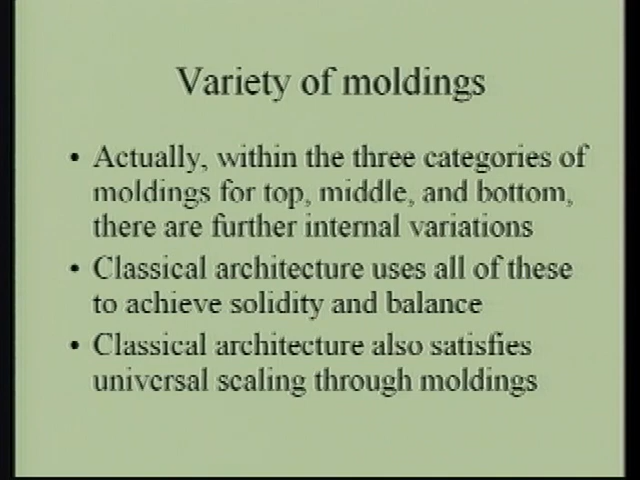 Variety of moldings
• Actually, within the three categories of
moldings for top, middle, and bottom,
there are further internal variations
• Classical architecture uses all of these
to achieve solidity and balance
• Classical architecture also satisfies
universal scaling through moldings